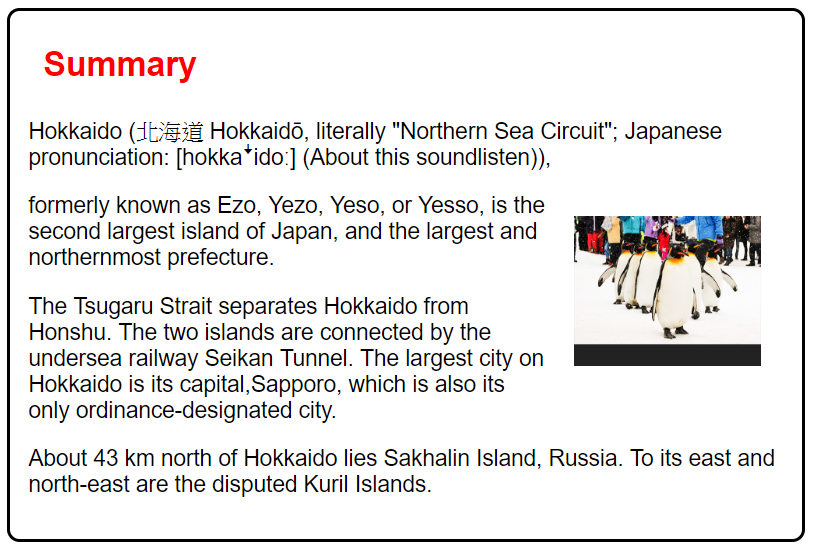 Summary
Hokkaido (北海道 Hokkaidō, literally "Northern Sea Circuit"; Japanese
pronunciation: [hokkaꜜidoː] (About this soundlisten)),
formerly known as Ezo, Yezo, Yeso, or Yesso, is the
second largest island of Japan, and the largest and
northernmost prefecture.
The Tsugaru Strait separates Hokkaido from
Honshu. The two islands are connected by the
undersea railway Seikan Tunnel. The largest city on
Hokkaido is its capital,Sapporo, which is also its
only ordinance-designated city.
About 43 km north of Hokkaido lies Sakhalin Island, Russia. To its east and
north-east are the disputed Kuril Islands.